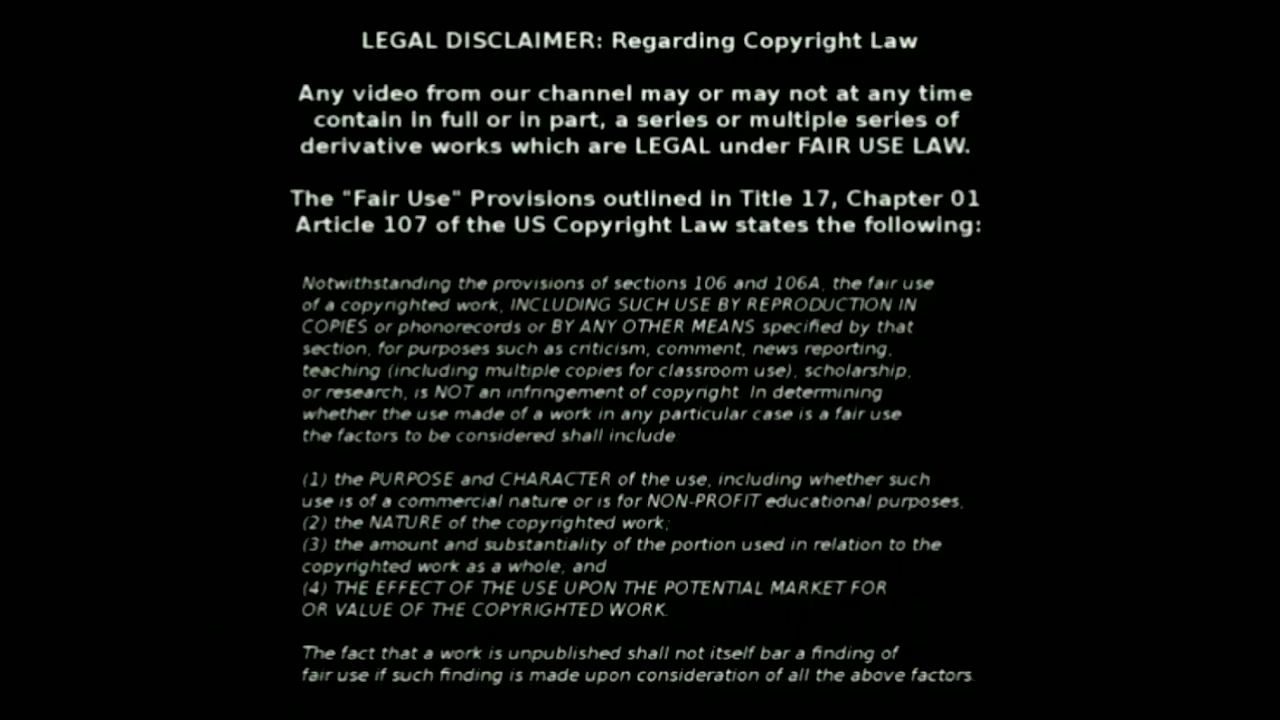 LEGAL DISCLAIMER: Regarding Copyright Law
Any video from our channel may or may not at any time
contain in full or in part, a series or multiple series of
derivative works which are LEGAL under FAIR USE LAW.
The "Fair Use" Provisions outlined in Title 17, Chapter 01
Article 107 of the US Copyright Law states the following:
Notwithstanding the provisions of sections 106 and 106A, the fair use
of a copyrighted work, INCLUDING SUCH USE BY REPRODUCTION IN
COPIES or phonorecords or BY ANY OTHER MEANS specified by that
section, for purposes such as criticism, comment, news reporting,
teaching (including multiple copies for classroom use), scholarship,
or research, is NOT an infringement of copyright. In determining
whether the use made of a work in any particular case is a fair use
the factors to be considered shall include:
(1) the PURPOSE and CHARACTER of the use, including whether such
use is of a commercial nature or is for NON-PROFIT educational purposes,
(2) the NATURE of the copyrighted work;
(3) the amount and substantiality of the portion used in relation to the
copyrighted work as a whole, and
(4) THE EFFECT OF THE USE UPON THE POTENTIAL MARKET FOR
OR VALUE OF THE COPYRIGHTED WORK.
The fact that a work is unpublished shall not itself bar a finding of
fair use if such finding is made upon consideration of all the above factors.